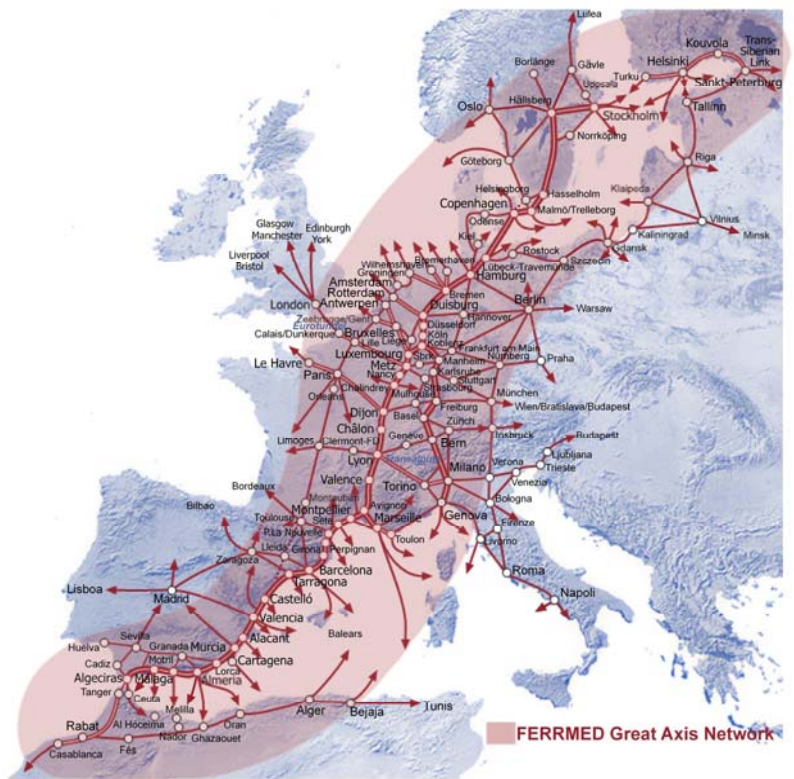 Luleå
Kouvola
Trans-
Siberian
Link
Helsinki
Borlänge
Gävle
Turku
Sankt-Peterburg
Uppsala
Oslo
Hällsberg
Stockholm
Tallinn
Norrköping
Göteborg
Riga
Helsingborg
Hasselholm
Klaipeda
Copenhagen
Malmö/Trelleborg
Odense
Vilnius
Minsk
Kaliningrad
Gdansk
Kiel
Rostock
Glasgow
Manchester
Edinburgh
York
Wilhelmshaven
Bremerhaven
Lübeck-Travemünde
Szczecin
Groningen
Hamburg
Liverpool
Bristol
Amsterdam
Rotterdam
Bremen
Berlin
London
Antwerpen
Duisburg
Hannover
Warsaw
Zeebrugge/Gent
Eurotunnel
Düsseldorf
Calais/Dunkerque
Bruxelles
Köln
Lille
Liège
Koblenz
Frankfurt am Main
Luxembourg
Sbrk
Manheim
Nürnberg
Praha
Le Havre
Metz
Karlsruhe
Paris
Nancy
Stuttgart
Strasbourg
Chalindrey
Mulhouse
München
Orleans
Freiburg
Wien/Bratislava/Budapest
Dijon
Basel
Zürich
Châlon
Innsbruck
Genève
Bern
Budapest
Limoges
Clermont-FD
Ljubljana
Lyon
Transalpine
Milano
Verona
Trieste
Valence
Torino
Venezia
Bordeaux
Bologna
Montauban
Avignon
Bilbao
Montpellier
Genova
Toulouse
Sète
Marseille
Firenze
P.La Nouvelle
Toulon
Livorno
Lleida
Girona
Perpignan
Zaragoza
Barcelona
Roma
Tarragona
Lisboa
Madrid
Castelló
Napoli
Valencia
Balears
Sevilla
Alacant
Huelva
Granada
Murcia
Cadiz
Motril
Cartagena
Lorca
Algeciras
Málaga
Almeria
Tanger
Ceuta
Melilla
Alger
Bejaja
Tunis
Rabat
Al Hoceima
Oran
Nador
Ghazaouet
Casablanca
Fés
FERRMED Great Axis Network